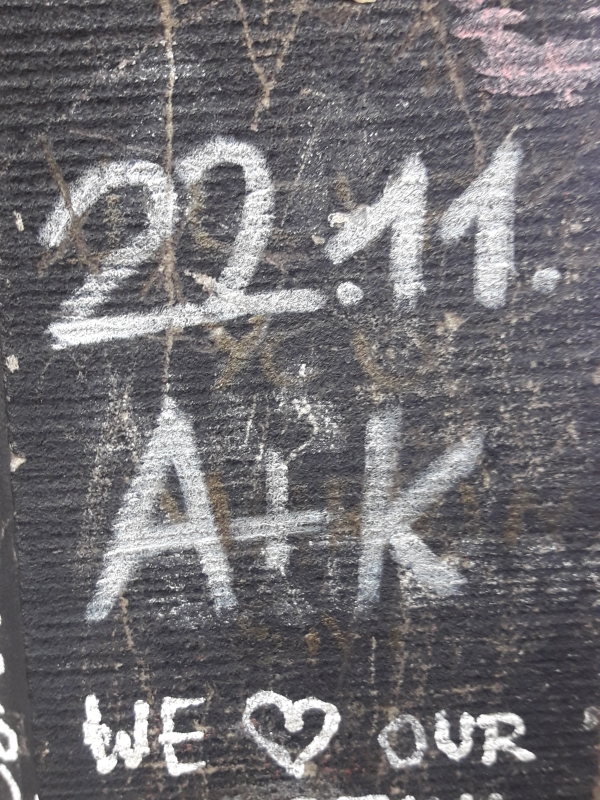 22.11.
A+K
WE ♡ OUR